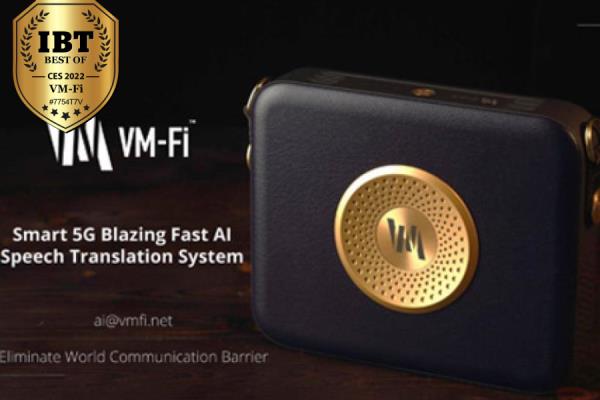 IBT
BEST OF
CES 2022
VM-Fi
#7754T7V
VM-Fi™
Smart 5G Blazing Fast AI
Speech Translation System
ai@vmfi.net
Eliminate World Communication Barrier
VM